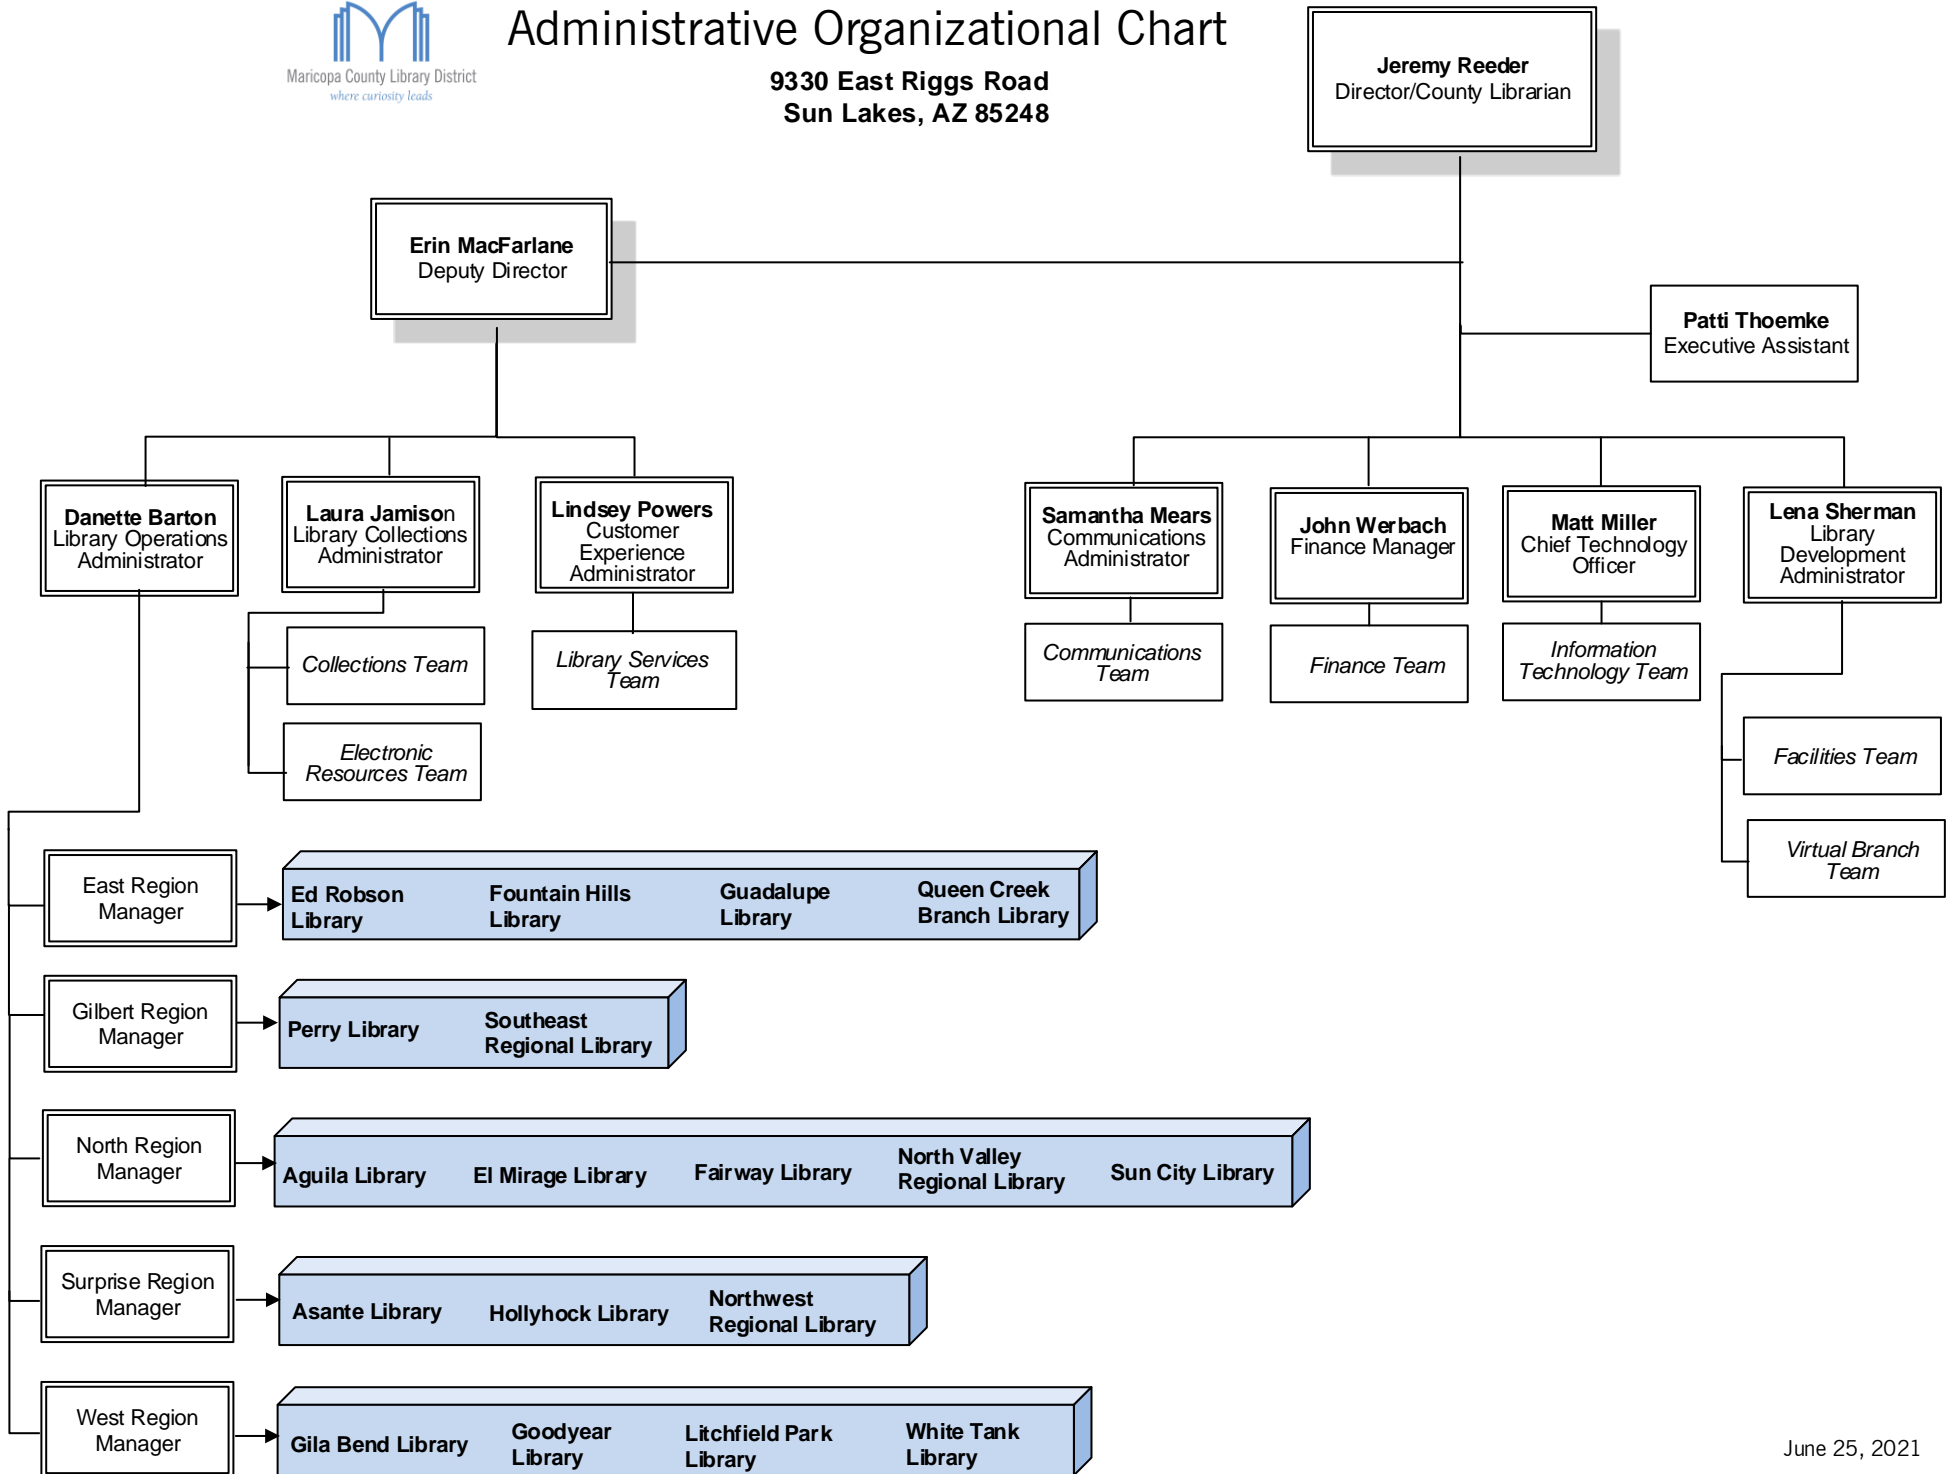 Administrative Organizational Chart
Maricopa County Library District
where curiosity leads
9330 East Riggs Road
Sun Lakes, AZ 85248
Jeremy Reeder
Director/County Librarian
Erin MacFarlane
Deputy Director
Patti Thoemke
Executive Assistant
Danette Barton
Library Operations
Administrator
Laura Jamison
Library Collections
Administrator
Lindsey Powers
Customer
Experience
Administrator
Samantha Mears
Communications
Administrator
John Werbach
Finance Manager
Matt Miller
Chief Technology
Officer
Lena Sherman
Library
Development
Administrator
Collections Team
Electronic
Resources Team
Library Services
Team
Communications
Team
Finance Team
Information
Technology Team
Facilities Team
Virtual Branch
Team
East Region
Manager
Ed Robson
Library
Fountain Hills
Library
Guadalupe
Library
Queen Creek
Branch Library
Gilbert Region
Manager
Perry Library
Southeast
Regional Library
North Region
Manager
Aguila Library
El Mirage Library
Fairway Library
North Valley
Regional Library
Sun City Library
Surprise Region
Manager
Asante Library
Hollyhock Library
Northwest
Regional Library
West Region
Manager
Gila Bend Library
Goodyear
Library
Litchfield Park
Library
White Tank
Library
June 25, 2021